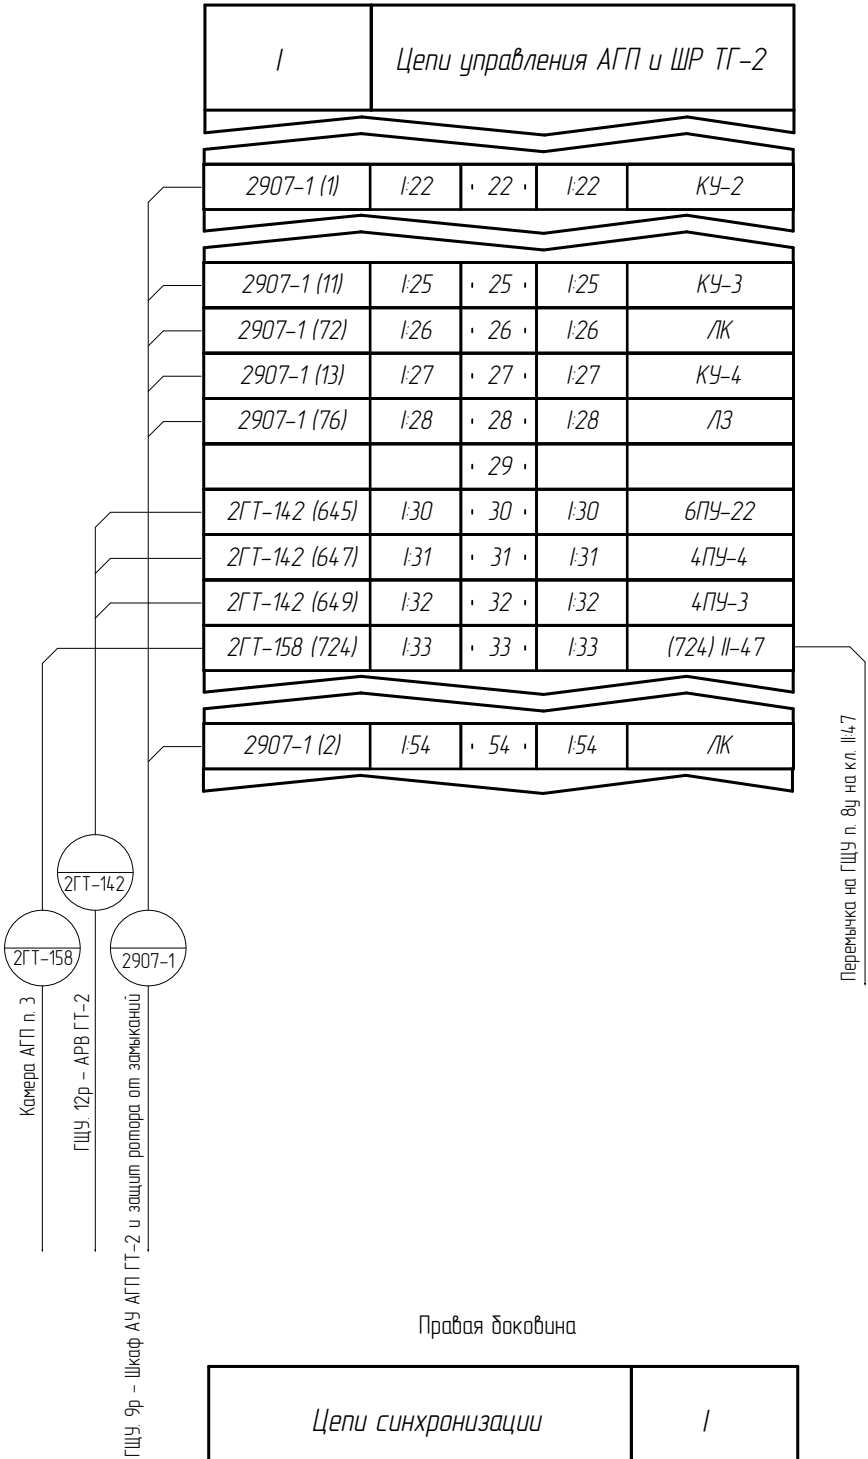 I Цепи управления АГП и ШР ТГ-2
2907-1 (1) I:22 22 I:22 КУ-2
2907-1 (11) I:25 25 I:25 КУ-3
2907-1 (72) I:26 26 I:26 ЛК
2907-1 (13) I:27 27 I:27 КУ-4
2907-1 (76) I:28 28 I:28 ЛЗ
29
2ГТ-142 (645) I:30 30 I:30 6ПУ-22
2ГТ-142 (647) I:31 31 I:31 4ПУ-4
2ГТ-142 (649) I:32 32 I:32 4ПУ-3
2ГТ-158 (724) I:33 33 I:33 (724) II-47
2907-1 (2) I:54 54 I:54 ЛК
Перемычка на ГЩУ п. 8у на кл. II:47
2ГТ-142
2ГТ-158
2907-1
Камера АГП п. 3
ГЩУ. 12р - АРВ ГТ-2
ГЩУ. 9р - Шкаф АУ АГП ГТ-2 и защит ротора от замыканий
Правая боковина
Цепи синхронизации I